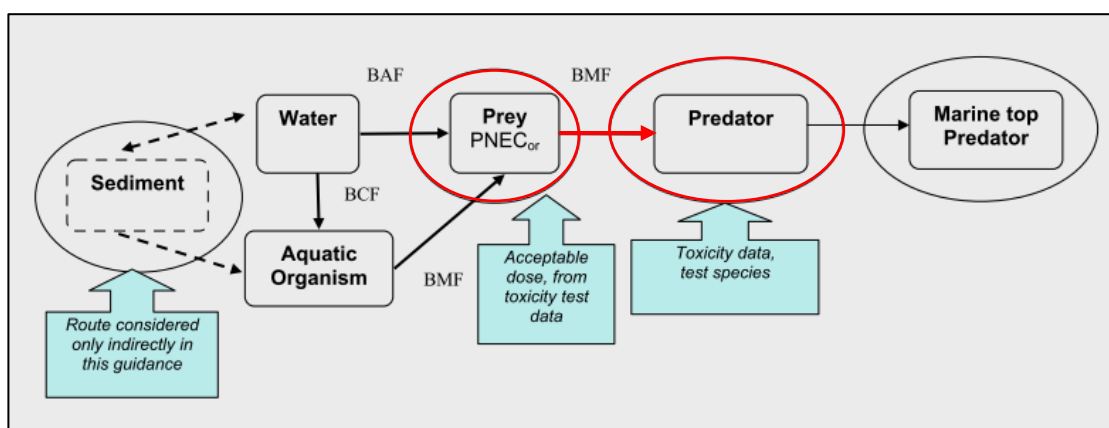 BAF
BMF
Water
Prey
PNECor
Predator
Marine top
Predator
Sediment
BCF
Aquatic
Organism
BMF
Acceptable
dose, from
toxicity test
data
Toxicity data,
test species
Route considered
only indirectly in
this guidance